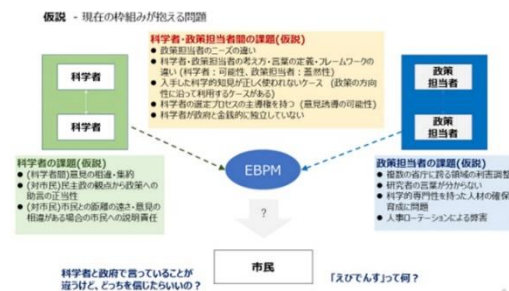 仮説 - 現在の枠組みが抱える問題
科学者・政策担当者間の課題(仮説)
● 政策担当者のニーズの違い
● 科学者・政策担当者の考え方・言葉の定義・フレームワークの
違い (科学者：可能性、政策担当者：蓋然性)
● 入手した科学的知見が正しく使われないケース (政策の方向
性に沿って利用するケースがある)
● 科学者の選定プロセスの主導権を持つ (意見誘導の可能性)
● 科学者が政府と金銭的に独立していない
科学者
科学者
政策
担当者
政策
担当者
科学者の課題(仮説)
● (科学者間)意見の相違・集約
● (対市民)民主政の観点から政策への
助言の正当性
● (対市民)市民との距離の遠さ・意見の
相違がある場合の市民への説明責任
EBPM
政策担当者の課題(仮説)
● 複数の省庁に跨る領域の利害調整
● 研究者の言葉が分からない
● 科学的専門性を持った人材の確保
育成に問題
● 人事ローテーションによる弊害
?
市民
科学者と政府で言っていることが
違うけど、どっちを信じたらいいの？
「えびでんす」って何？